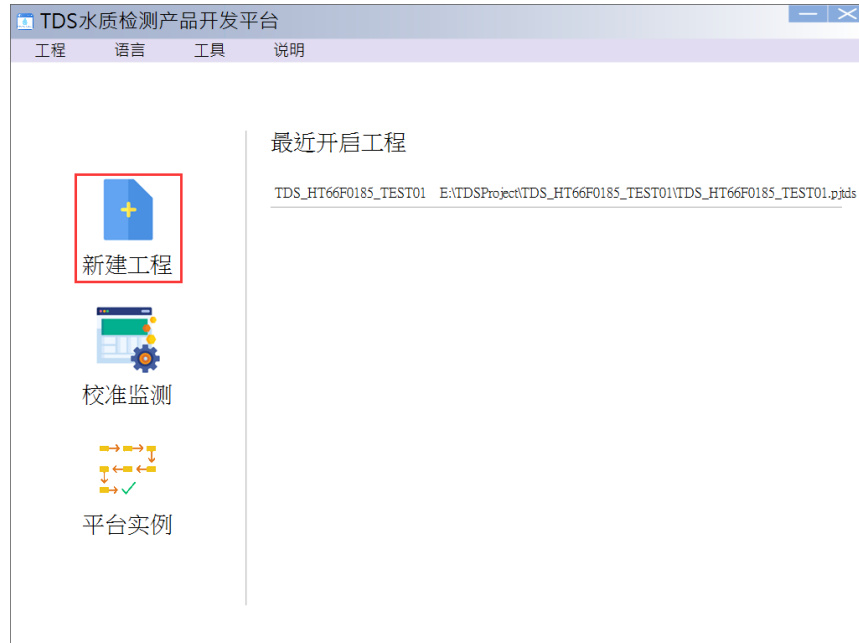 TDS水质检测产品开发平台
工程 语言 工具 说明
最近开启工程
TDS_HT66F0185_TEST01 E:\TDSProject\TDS_HT66F0185_TEST01\TDS_HT66F0185_TEST01.pjtds
新建工程
校准监测
平台实例